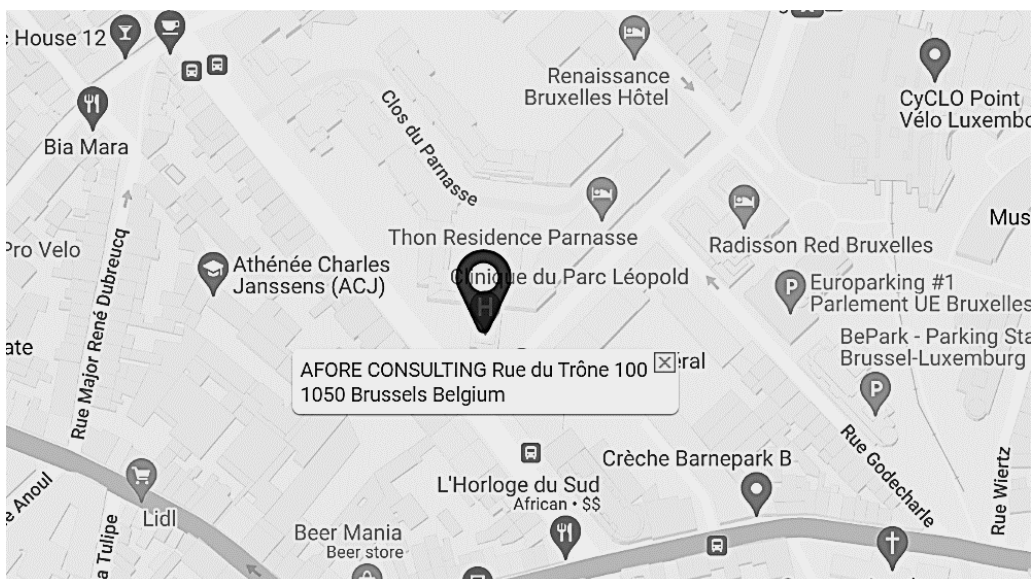 c House 12
Renaissance
Bruxelles Hôtel
CyCLO Point
Vélo Luxembo
Bia Mara
Clos du Parnasse
Mus
Thon Residence Parnasse
Radisson Red Bruxelles
Pro Velo
Rue Major René Dubreucq
Athénée Charles
Janssens (ACJ)
Clinique du Parc Léopold
H
Europarking #1
Parlement UE Bruxelles
P
BePark - Parking Sta
Brussel-Luxemburg
P
ate
AFORE CONSULTING Rue du Trône 100
1050 Brussels Belgium
éral
Rue Godecharle
Rue Wiertz
Crèche Barnepark B
L'Horloge du Sud
African • $$
e Anoul
Lidl
a Tulipe
Beer Mania
Beer store